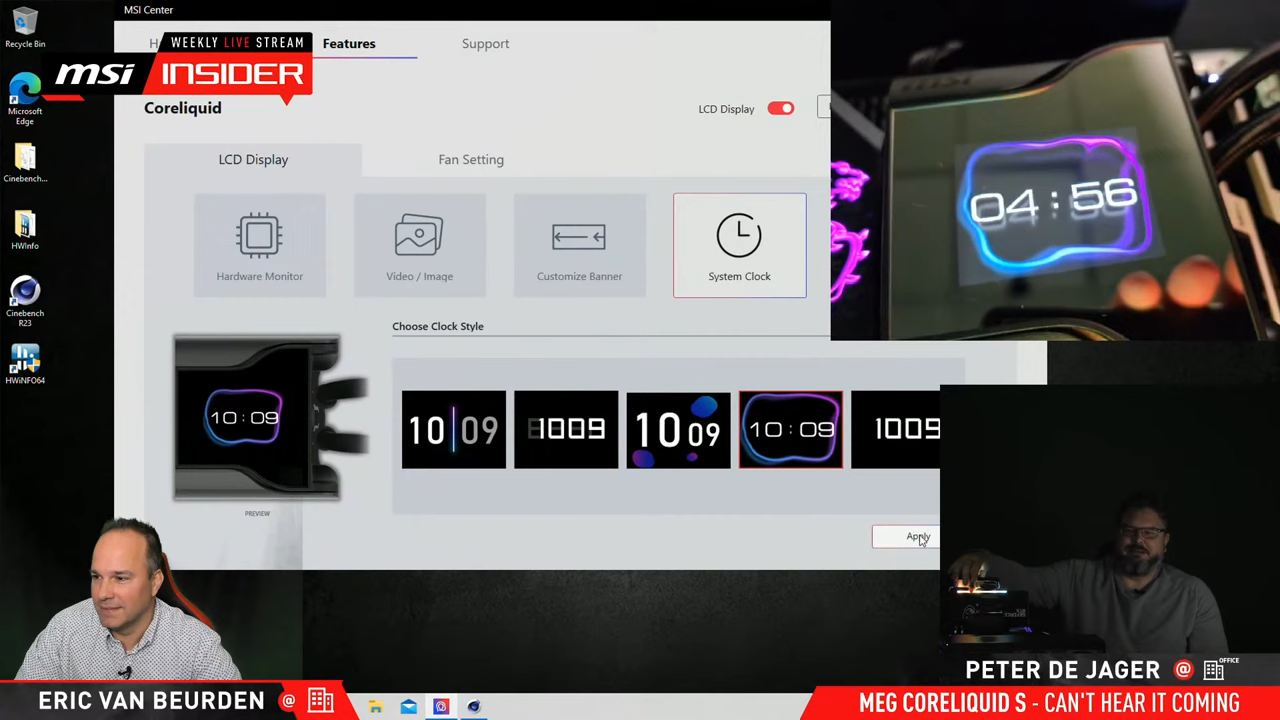 MSI Center
Recycle Bin
WEEKLY LIVE STREAM
msi INSIDER
Features
Support
Microsoft
Edge
Coreliquid
LCD Display
LCD Display
Fan Setting
Cinebench...
04:56
HWInfo
Hardware Monitor
Video / Image
Customize Banner
System Clock
Cinebench
R23
Choose Clock Style
HWiNFO64
10:09
10 09
1009
10 09
10:09
1009
PREVIEW
Apply
PETER DE JAGER @ OFFICE
ERIC VAN BEURDEN @
MEG CORELIQUID S - CAN'T HEAR IT COMING